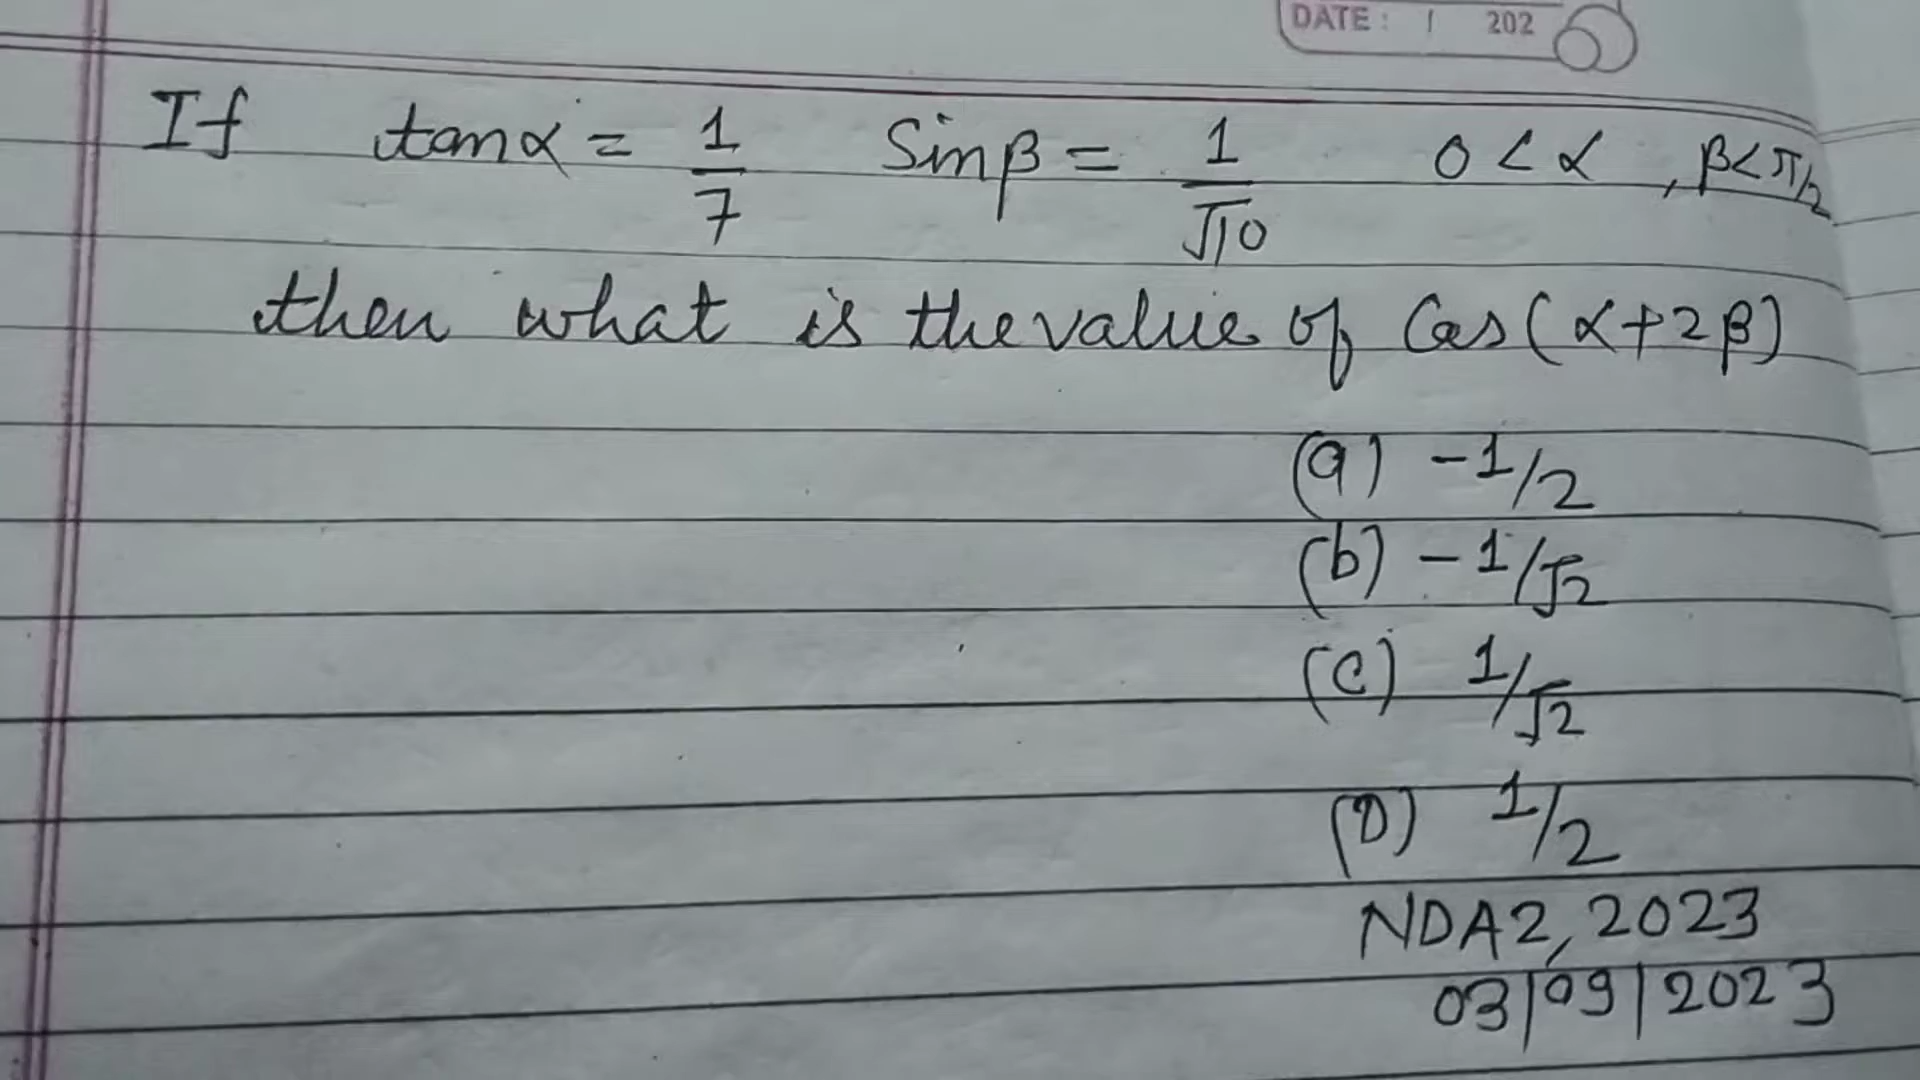 DATE: / 202
If tanα = 1/7 Sinβ = 1/√10 0 < α, β < π/2
then what is the value of Cos(α+2β)
(a) -1/2
(b) -1/√2
(c) 1/√2
(D) 1/2
NDA2, 2023
03/09/2023